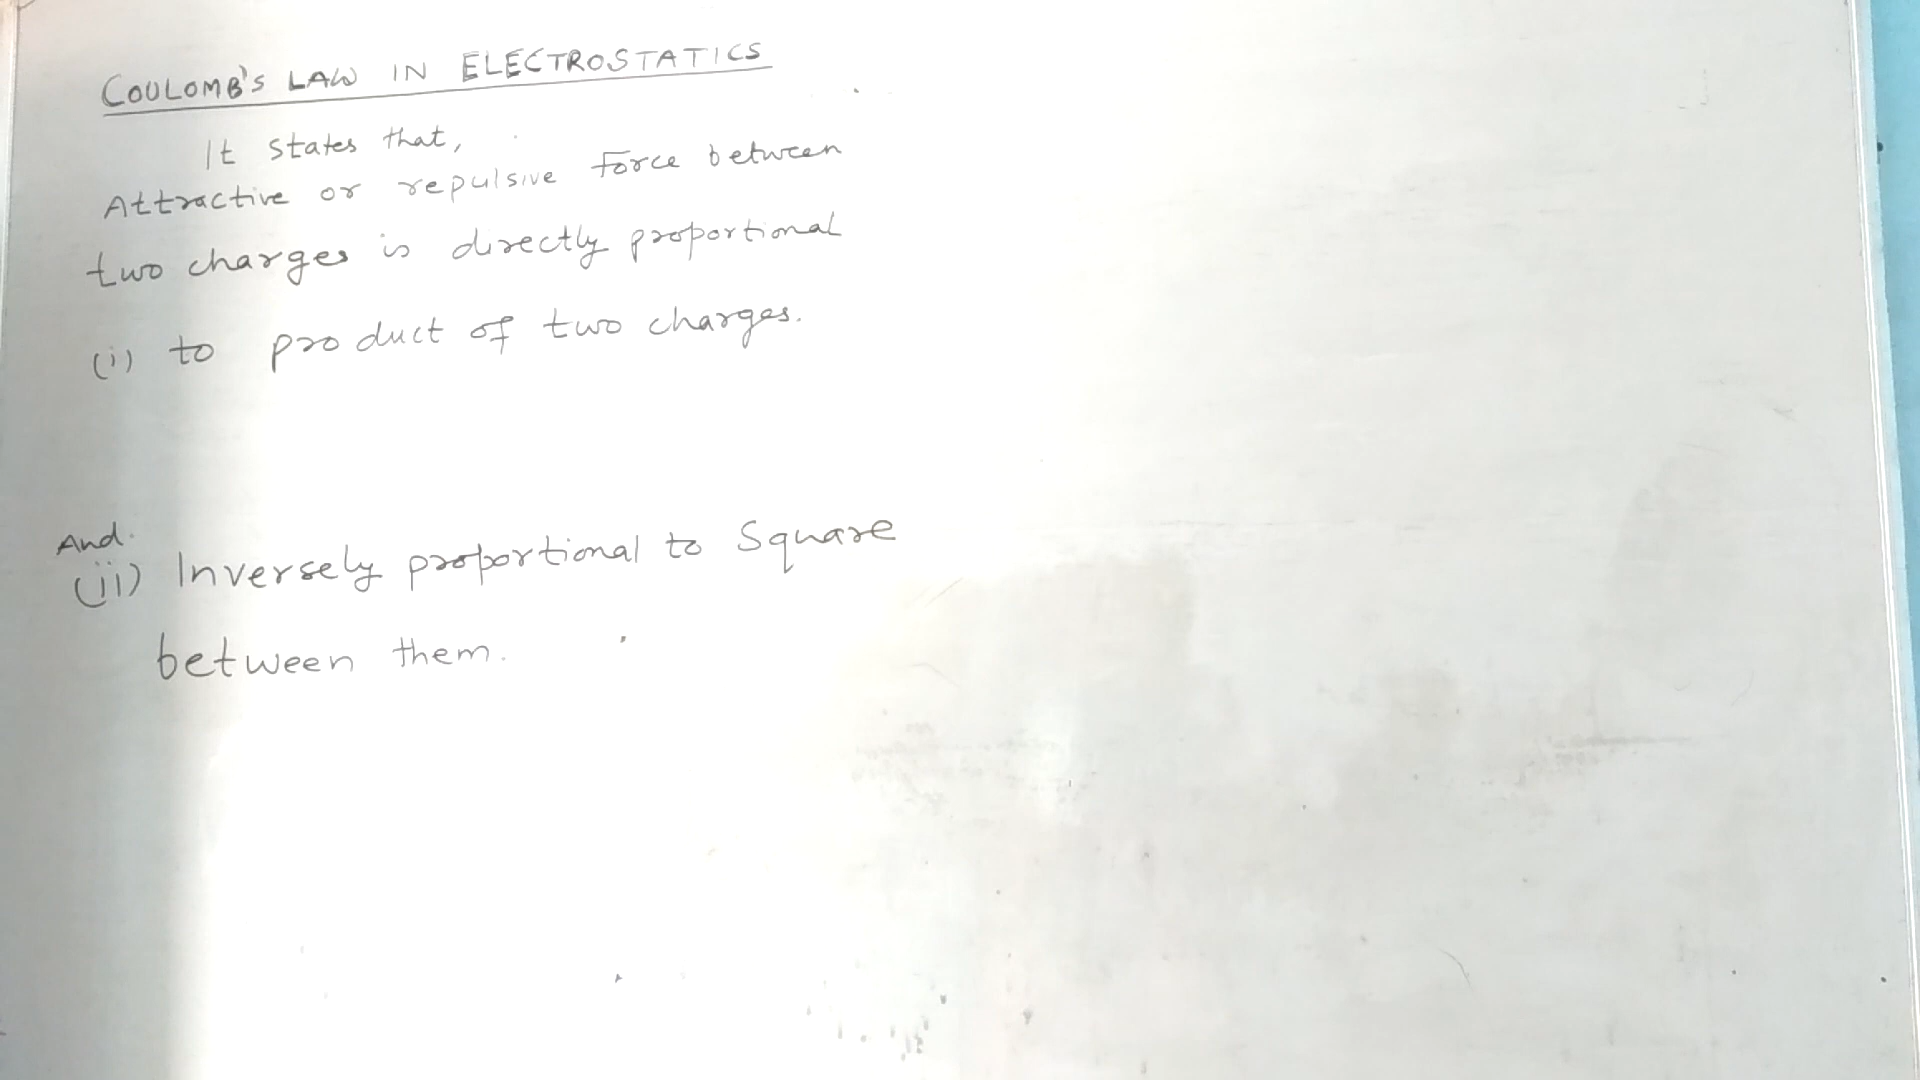 COULOMB'S LAW IN ELECTROSTATICS
It states that,
Attractive or repulsive Force between
two charges is directly proportional
(i) to product of two charges.
And.
(ii) Inversely proportional to Square
between them.